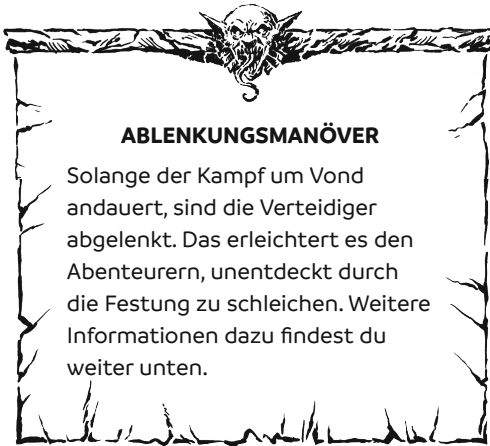 ABLENKUNGSMANÖVER
Solange der Kampf um Vond
andauert, sind die Verteidiger
abgelenkt. Das erleichtert es den
Abenteurern, unentdeckt durch
die Festung zu schleichen. Weitere
Informationen dazu findest du
weiter unten.